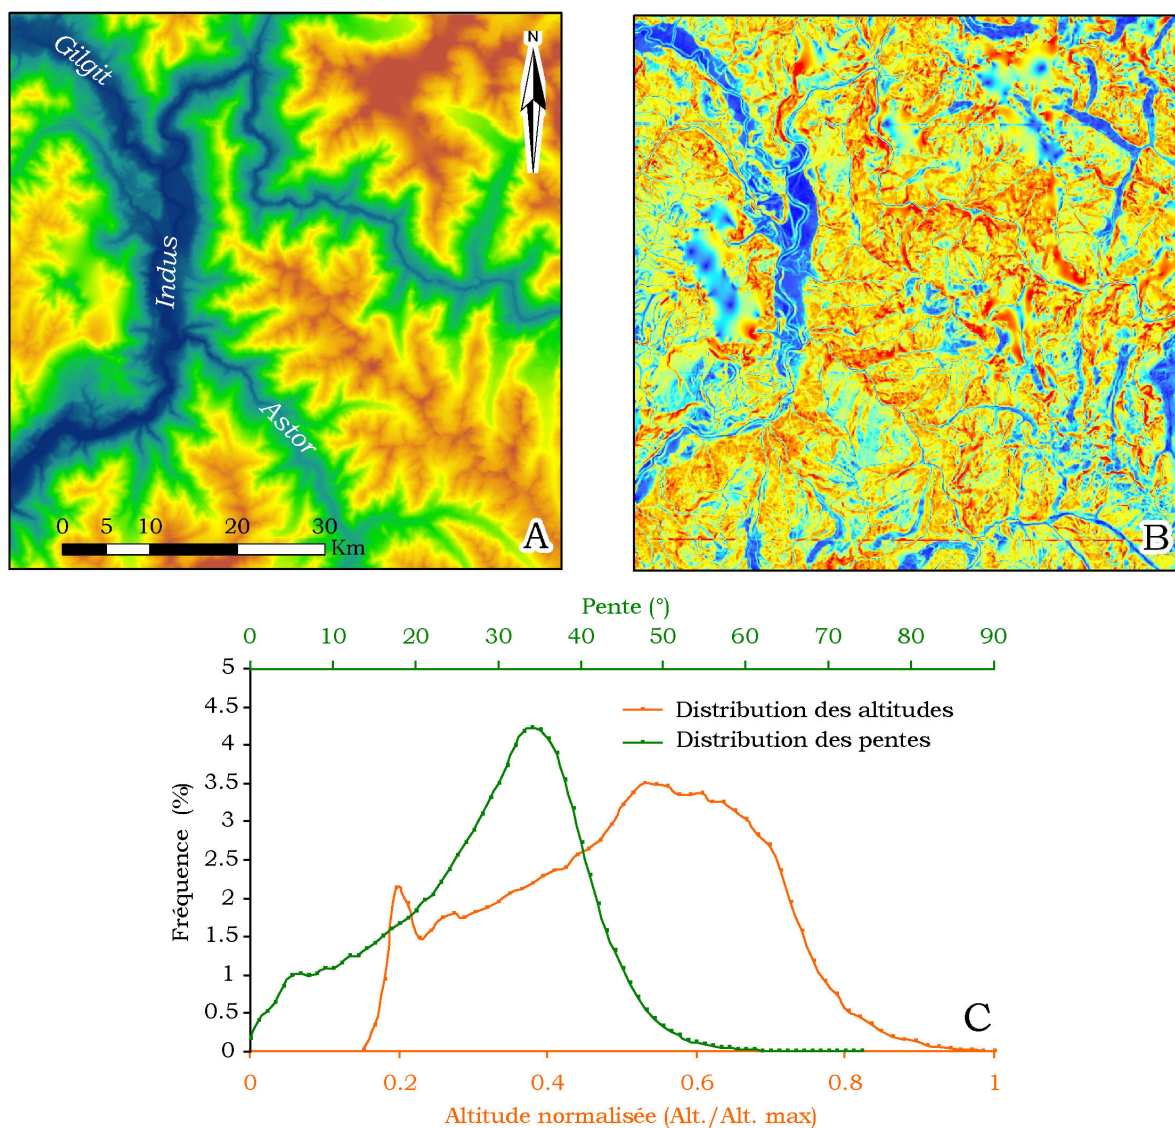 Gilgit
N
Indus
Astor
0 5 10 20 30
Km
A
B
Pente (°)
0 10 20 30 40 50 60 70 80 90
5
4.5
4
3.5
3
2.5
2
1.5
1
0.5
0
Fréquence (%)
Distribution des altitudes
Distribution des pentes
C
0 0.2 0.4 0.6 0.8 1
Altitude normalisée (Alt./Alt. max)